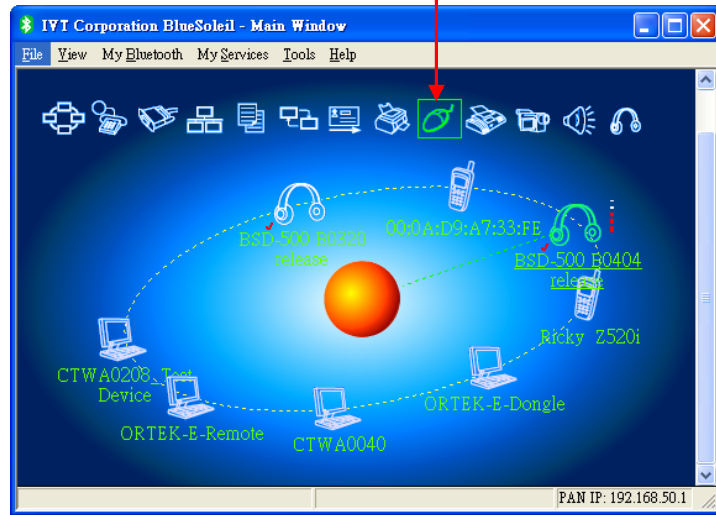 IVT Corporation BlueSoleil - Main Window
File View My Bluetooth My Services Tools Help
BSD-500 B0320
release
00:0A:D9:A7:33:FE
BSD-500 B0404
release
Ricky Z520i
CTWA0208_Test
Device
ORTEK-E-Remote
CTWA0040
ORTEK-E-Dongle
PAN IP: 192.168.50.1